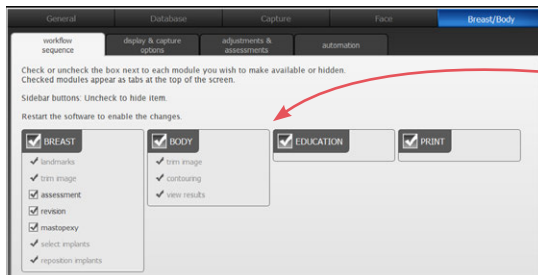 General Database Capture Face Breast/Body
workflow sequence
display & capture options
adjustments & assessments
automation
Check or uncheck the box next to each module you wish to make available or hidden.
Checked modules appear as tabs at the top of the screen.
Sidebar buttons: Uncheck to hide item.
Restart the software to enable the changes.
BREAST
landmarks
trim image
assessment
revision
mastopexy
select implants
reposition implants
BODY
trim image
contouring
view results
EDUCATION
PRINT